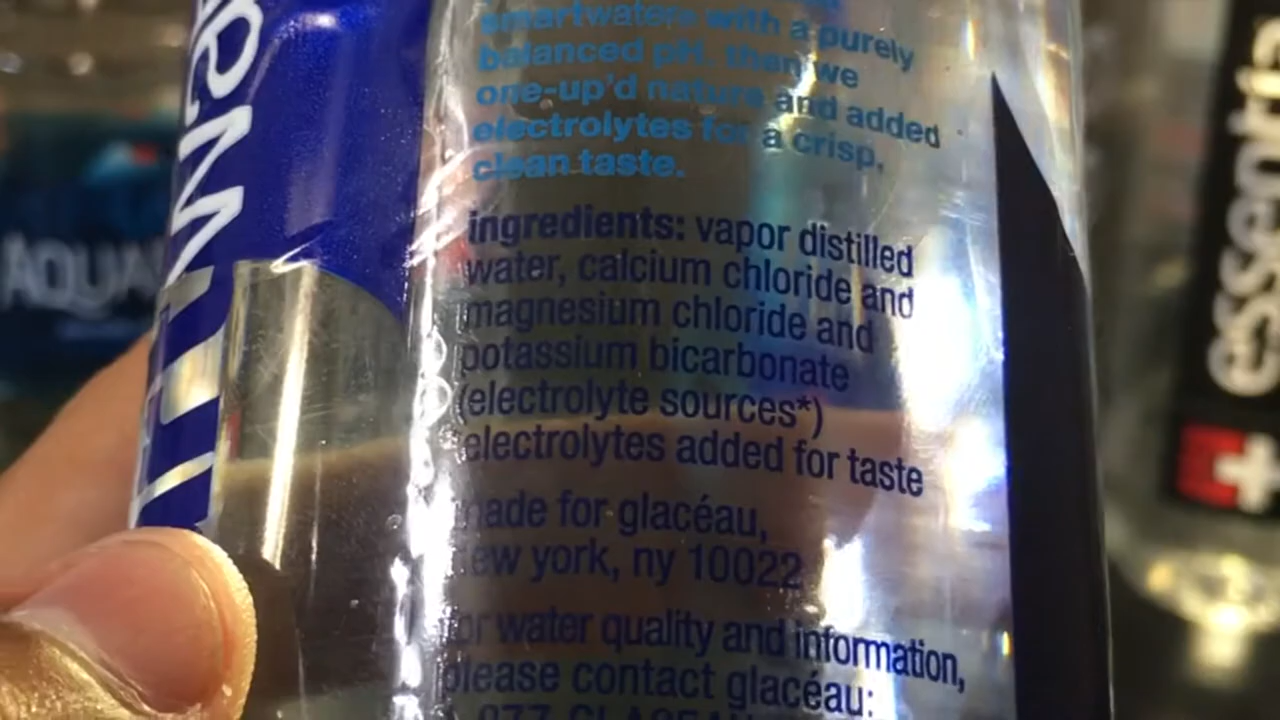 smartwater® with a purely
balanced pH. then we
one-up'd nature and added
electrolytes for a crisp,
clean taste.
ingredients: vapor distilled
water, calcium chloride and
magnesium chloride and
potassium bicarbonate
(electrolyte sources*)
electrolytes added for taste
made for glacéau,
new york, ny 10022
for water quality and information,
please contact glacéau:
essentia